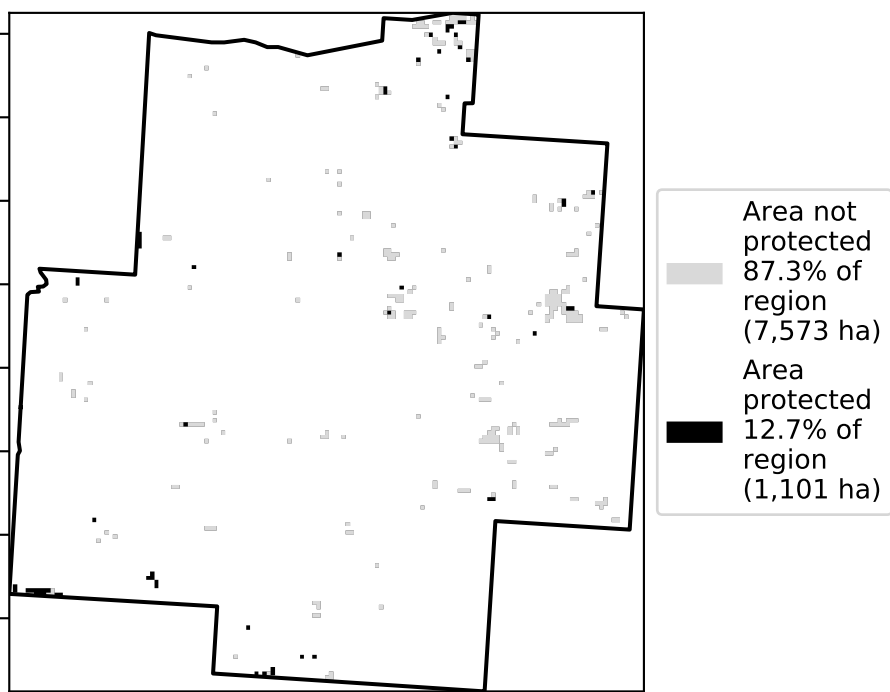 Area not
protected
87.3% of
region
(7,573 ha)
Area
protected
12.7% of
region
(1,101 ha)